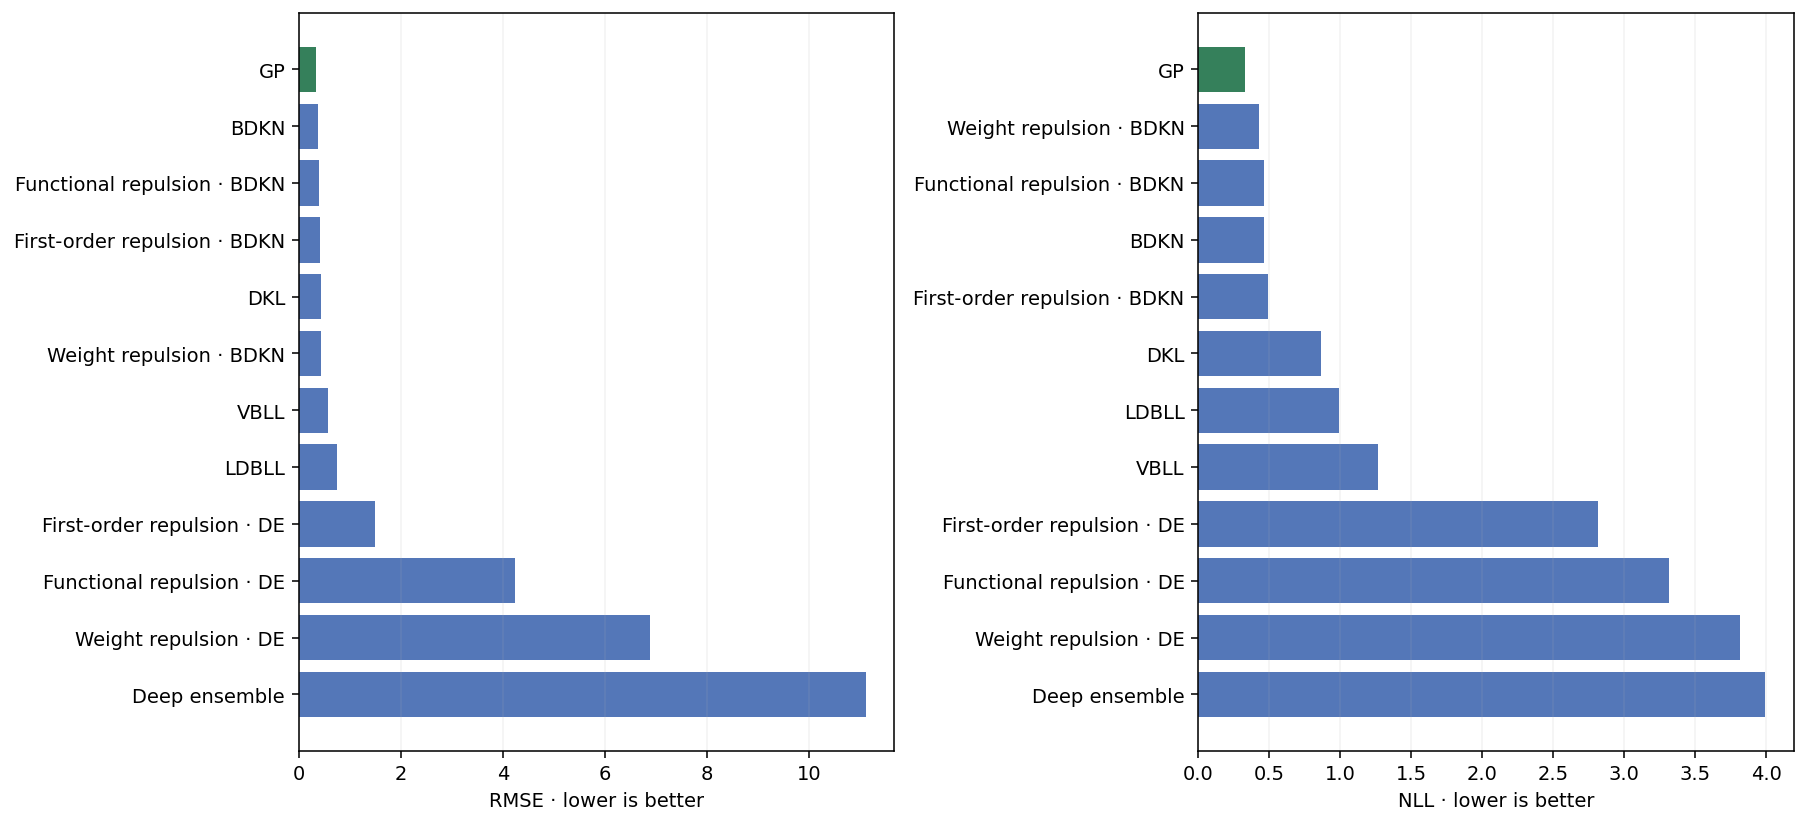 GP
BDKN
Functional repulsion · BDKN
First-order repulsion · BDKN
DKL
Weight repulsion · BDKN
VBLL
LDBLL
First-order repulsion · DE
Functional repulsion · DE
Weight repulsion · DE
Deep ensemble
0 2 4 6 8 10
RMSE · lower is better
GP
Weight repulsion · BDKN
Functional repulsion · BDKN
BDKN
First-order repulsion · BDKN
DKL
LDBLL
VBLL
First-order repulsion · DE
Functional repulsion · DE
Weight repulsion · DE
Deep ensemble
0.0 0.5 1.0 1.5 2.0 2.5 3.0 3.5 4.0
NLL · lower is better